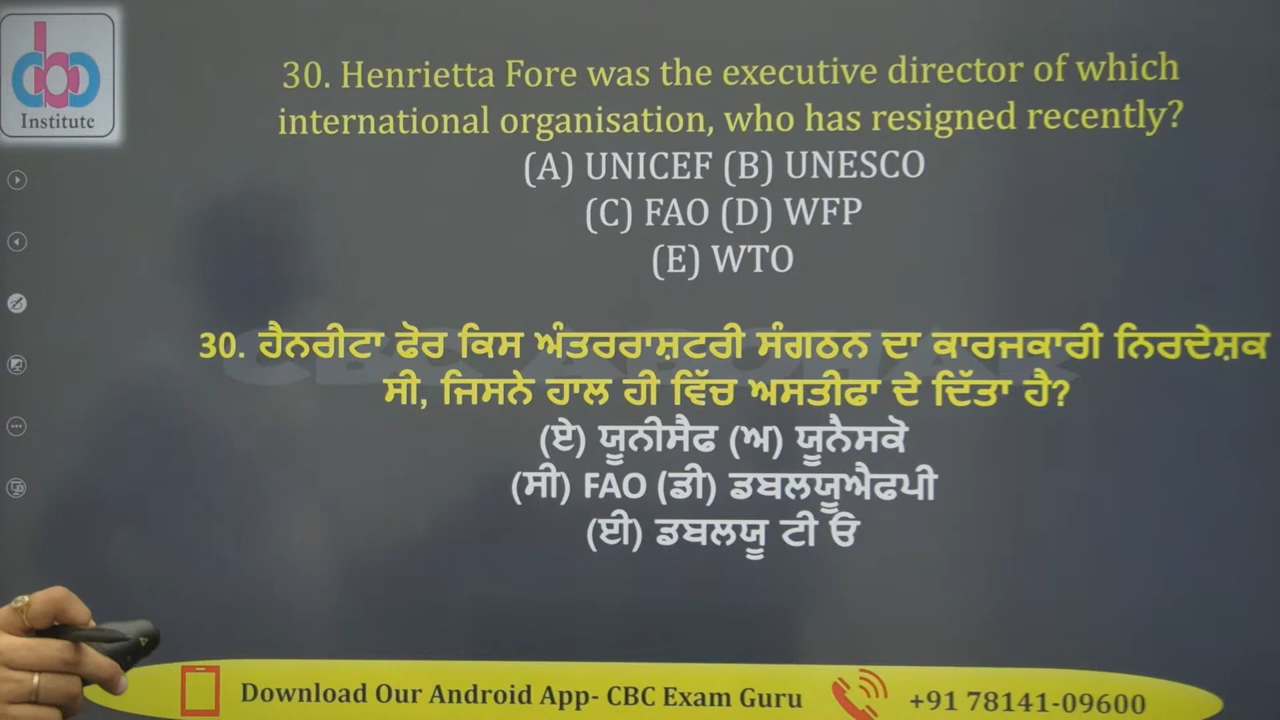 Institute
30. Henrietta Fore was the executive director of which
international organisation, who has resigned recently?
(A) UNICEF (B) UNESCO
(C) FAO (D) WFP
(E) WTO
CBC ABOHAR
30. ਹੈਨਰੀਟਾ ਫੋਰ ਕਿਸ ਅੰਤਰਰਾਸ਼ਟਰੀ ਸੰਗਠਨ ਦਾ ਕਾਰਜਕਾਰੀ ਨਿਰਦੇਸ਼ਕ
ਸੀ, ਜਿਸਨੇ ਹਾਲ ਹੀ ਵਿੱਚ ਅਸਤੀਫਾ ਦੇ ਦਿੱਤਾ ਹੈ?
(ਏ) ਯੂਨੀਸੈਫ (ਅ) ਯੂਨੈਸਕੋ
(ਸੀ) FAO (ਡੀ) ਡਬਲਯੂਐਫਪੀ
(ਈ) ਡਬਲਯੂ ਟੀ ਓ
Download Our Android App- CBC Exam Guru
+91 78141-09600